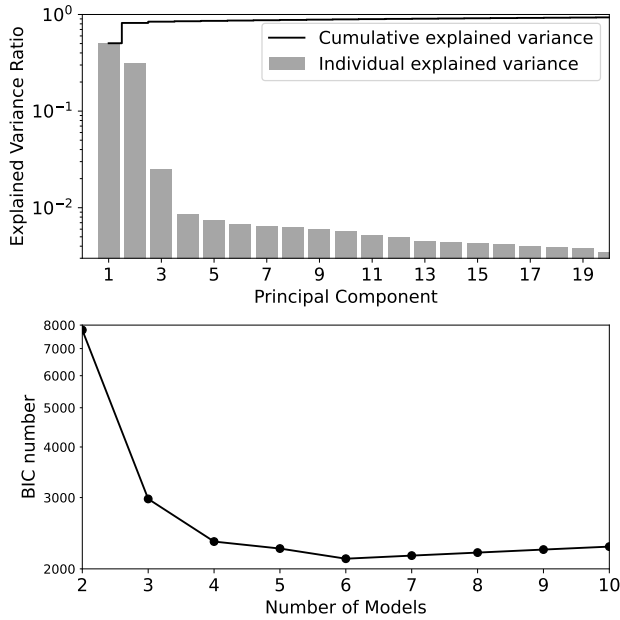 Explained Variance Ratio
10^0
10^-1
10^-2
Cumulative explained variance
Individual explained variance
1 3 5 7 9 11 13 15 17 19
Principal Component
BIC number
8000
7000
6000
5000
4000
3000
2000
2 3 4 5 6 7 8 9 10
Number of Models